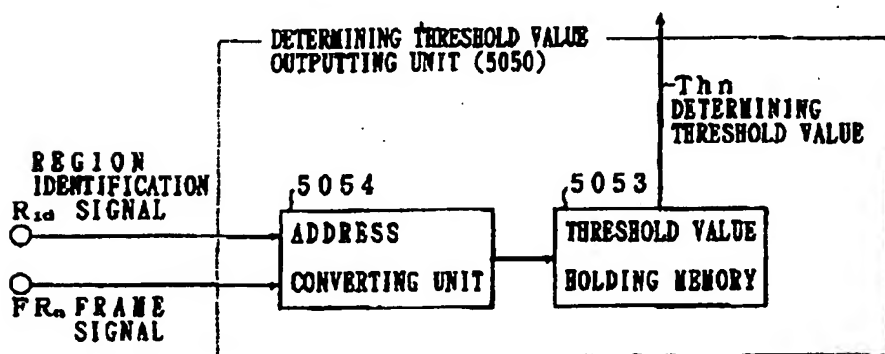 DETERMINING THRESHOLD VALUE
OUTPUTTING UNIT (5050)
Thn
DETERMINING
THRESHOLD VALUE
REGION
IDENTIFICATION
Rid SIGNAL
5054
5053
ADDRESS
CONVERTING UNIT
THRESHOLD VALUE
HOLDING MEMORY
FRn FRAME
SIGNAL